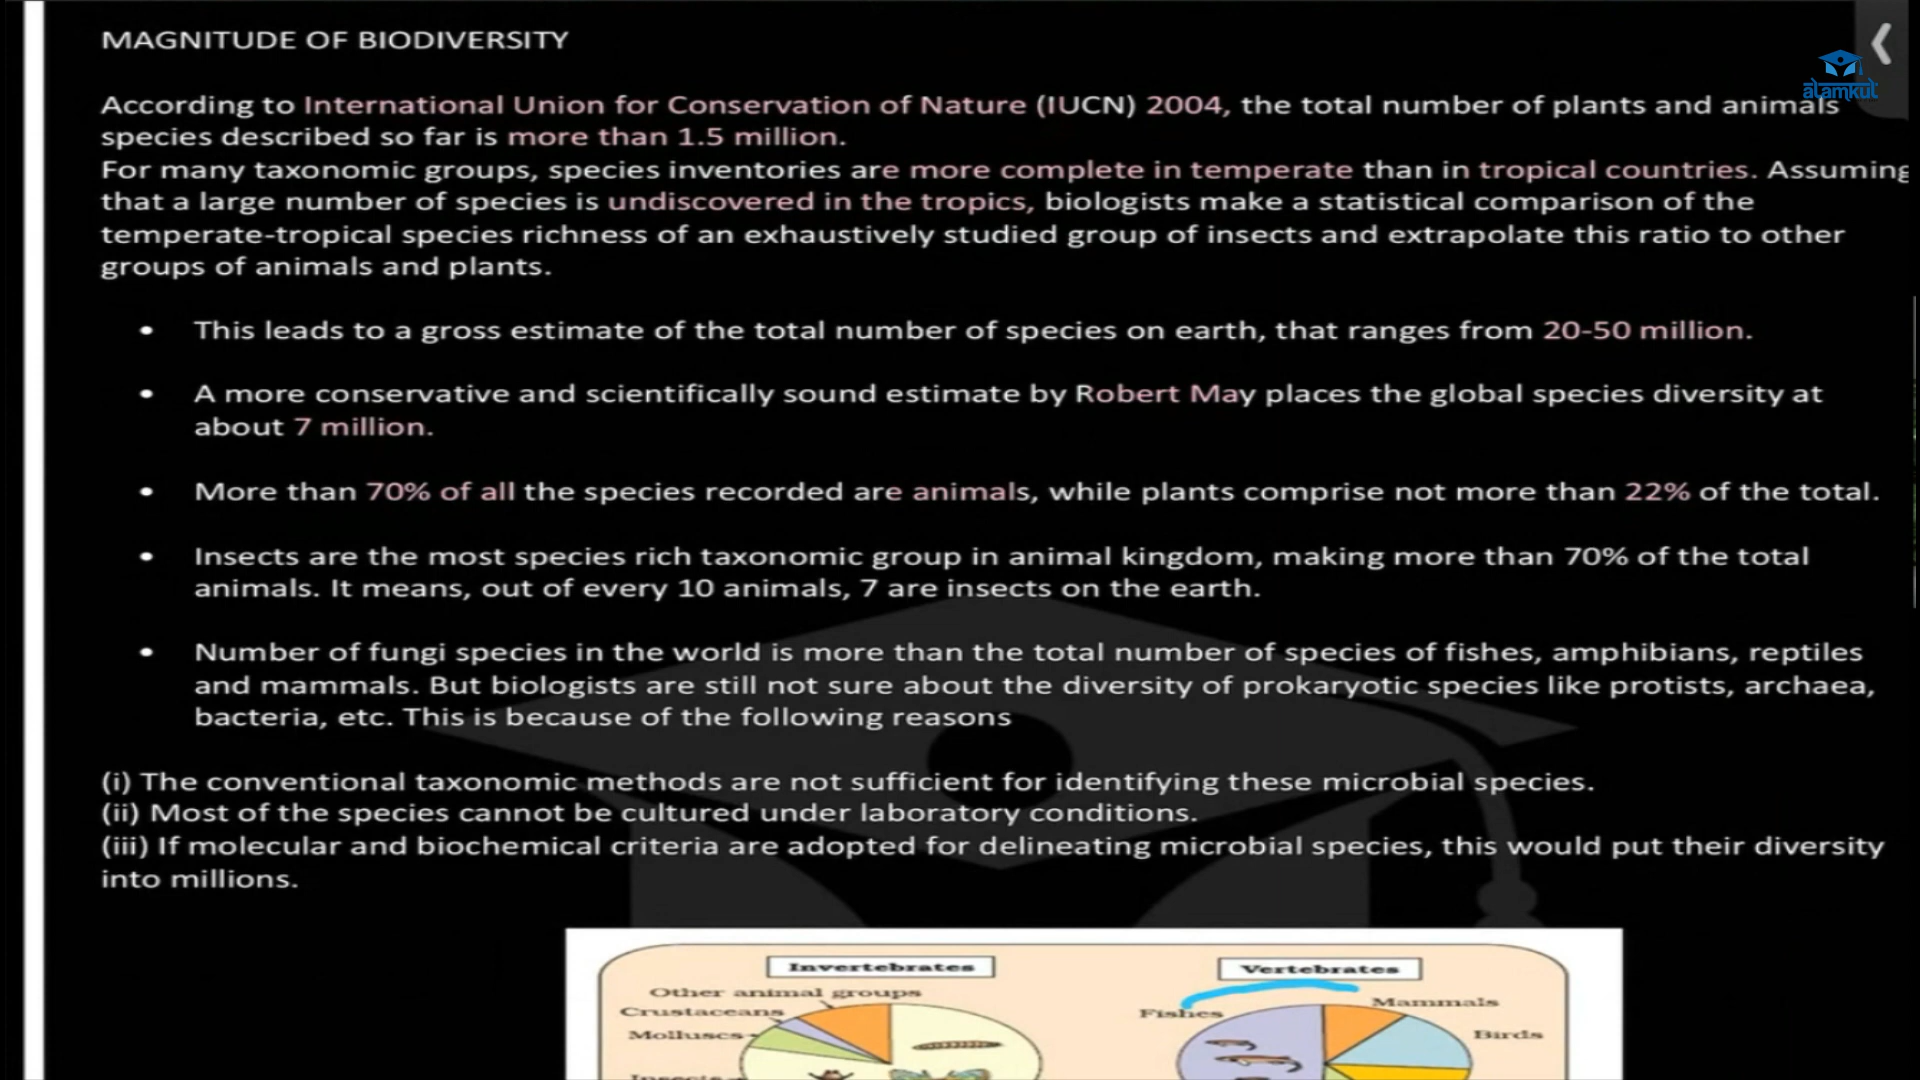 MAGNITUDE OF BIODIVERSITY
atamkut
According to International Union for Conservation of Nature (IUCN) 2004, the total number of plants and animals
species described so far is more than 1.5 million.
For many taxonomic groups, species inventories are more complete in temperate than in tropical countries. Assuming
that a large number of species is undiscovered in the tropics, biologists make a statistical comparison of the
temperate-tropical species richness of an exhaustively studied group of insects and extrapolate this ratio to other
groups of animals and plants.
• This leads to a gross estimate of the total number of species on earth, that ranges from 20-50 million.
• A more conservative and scientifically sound estimate by Robert May places the global species diversity at
about 7 million.
• More than 70% of all the species recorded are animals, while plants comprise not more than 22% of the total.
• Insects are the most species rich taxonomic group in animal kingdom, making more than 70% of the total
animals. It means, out of every 10 animals, 7 are insects on the earth.
• Number of fungi species in the world is more than the total number of species of fishes, amphibians, reptiles
and mammals. But biologists are still not sure about the diversity of prokaryotic species like protists, archaea,
bacteria, etc. This is because of the following reasons
(i) The conventional taxonomic methods are not sufficient for identifying these microbial species.
(ii) Most of the species cannot be cultured under laboratory conditions.
(iii) If molecular and biochemical criteria are adopted for delineating microbial species, this would put their diversity
into millions.
Invertebrates
Other animal groups
Crustaceans
Molluscs
Insects
Vertebrates
Fishes
Mammals
Birds